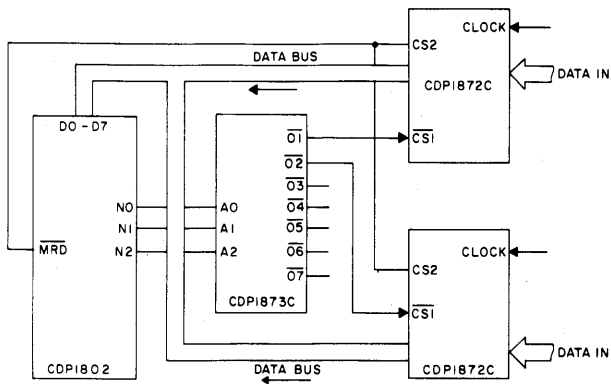 CLOCK
CS2
DATA BUS
DATA IN
CDP1872C
D0 - D7
O1
CS1
O2
O3
N0
A0
O4
N1
A1
O5
MRD
N2
A2
O6
O7
CLOCK
CS2
CDP1873C
CS1
DATA IN
CDP1802
DATA BUS
CDP1872C